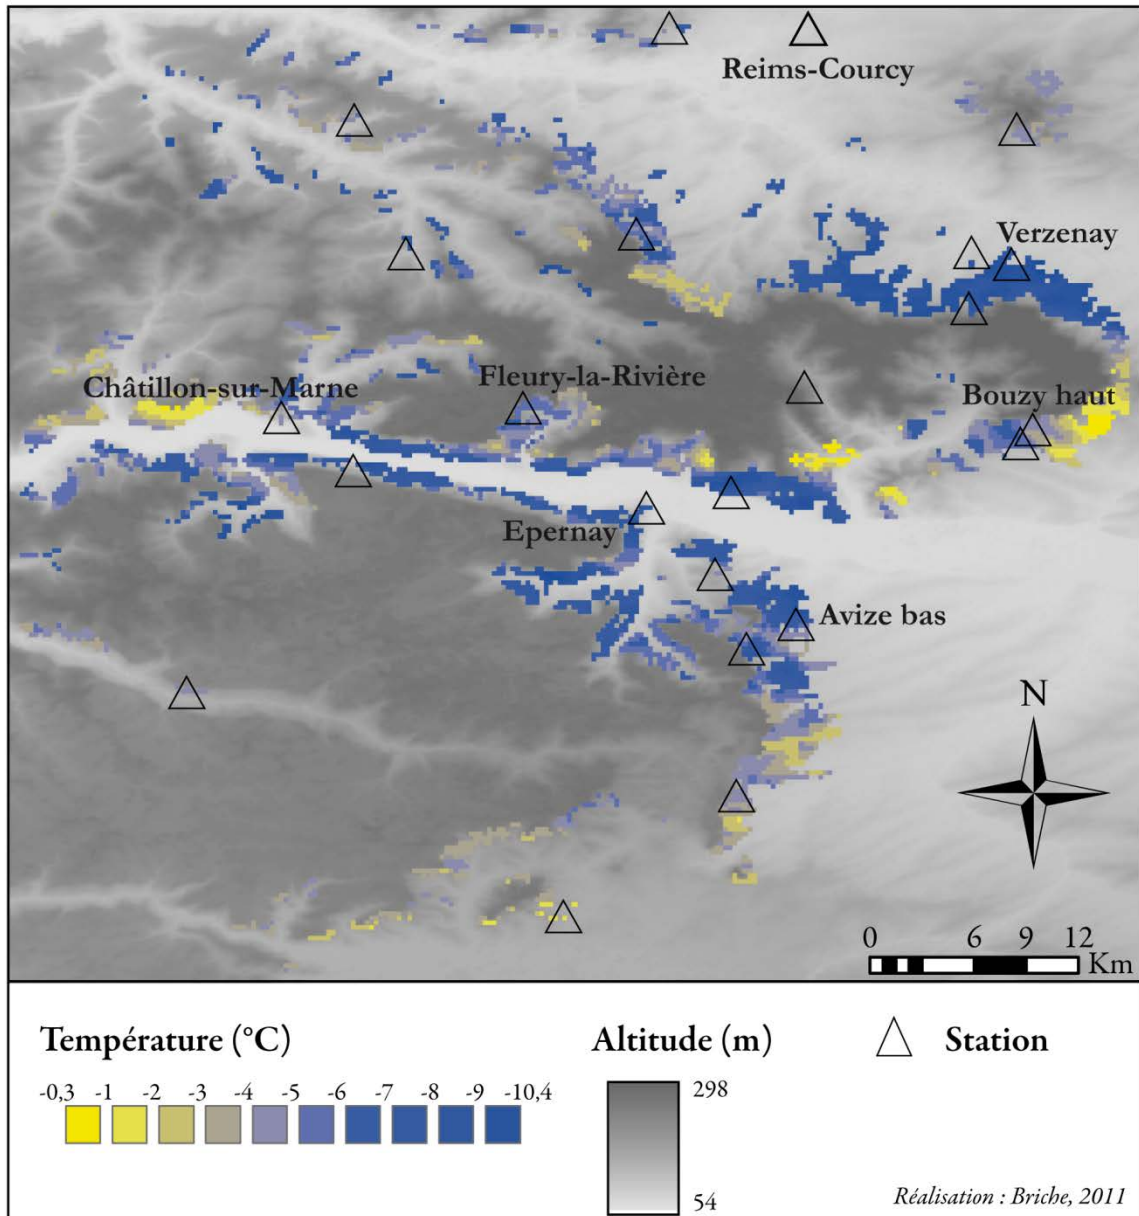 Reims-Courcy
Verzenay
Châtillon-sur-Marne
Fleury-la-Rivière
Bouzy haut
Epernay
Avize bas
N
0 6 9 12
Km
Température (°C)
-0,3 -1 -2 -3 -4 -5 -6 -7 -8 -9 -10,4
Altitude (m)
298
54
Station
Réalisation : Briche, 2011